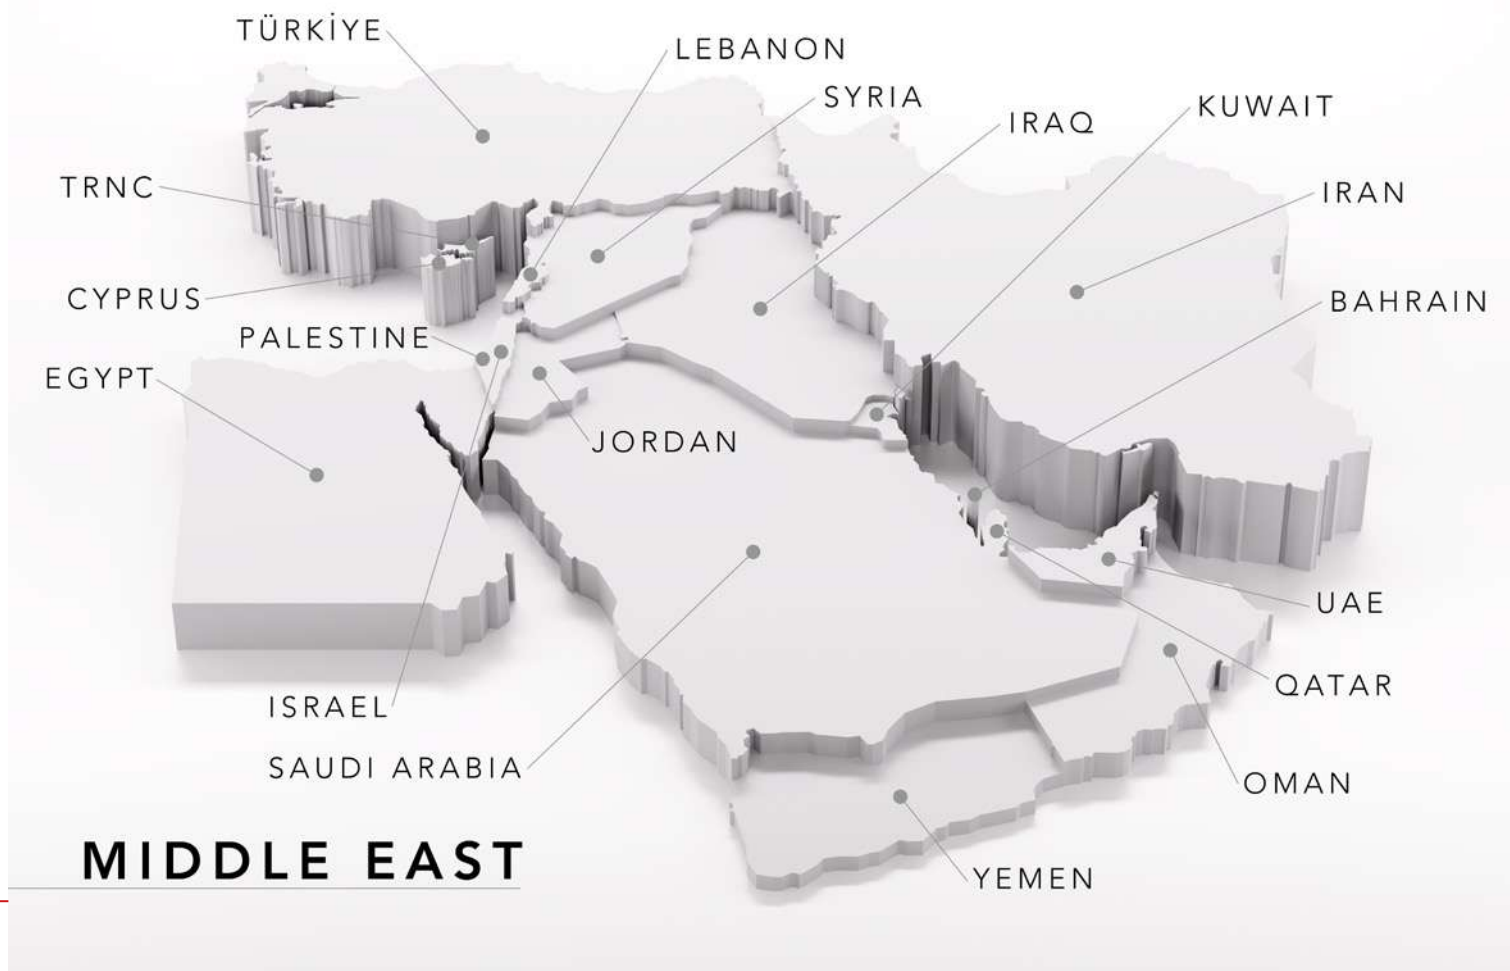 TÜRKİYE
LEBANON
SYRIA
KUWAIT
IRAQ
TRNC
IRAN
CYPRUS
BAHRAIN
PALESTINE
EGYPT
JORDAN
UAE
QATAR
ISRAEL
SAUDI ARABIA
OMAN
MIDDLE EAST
YEMEN